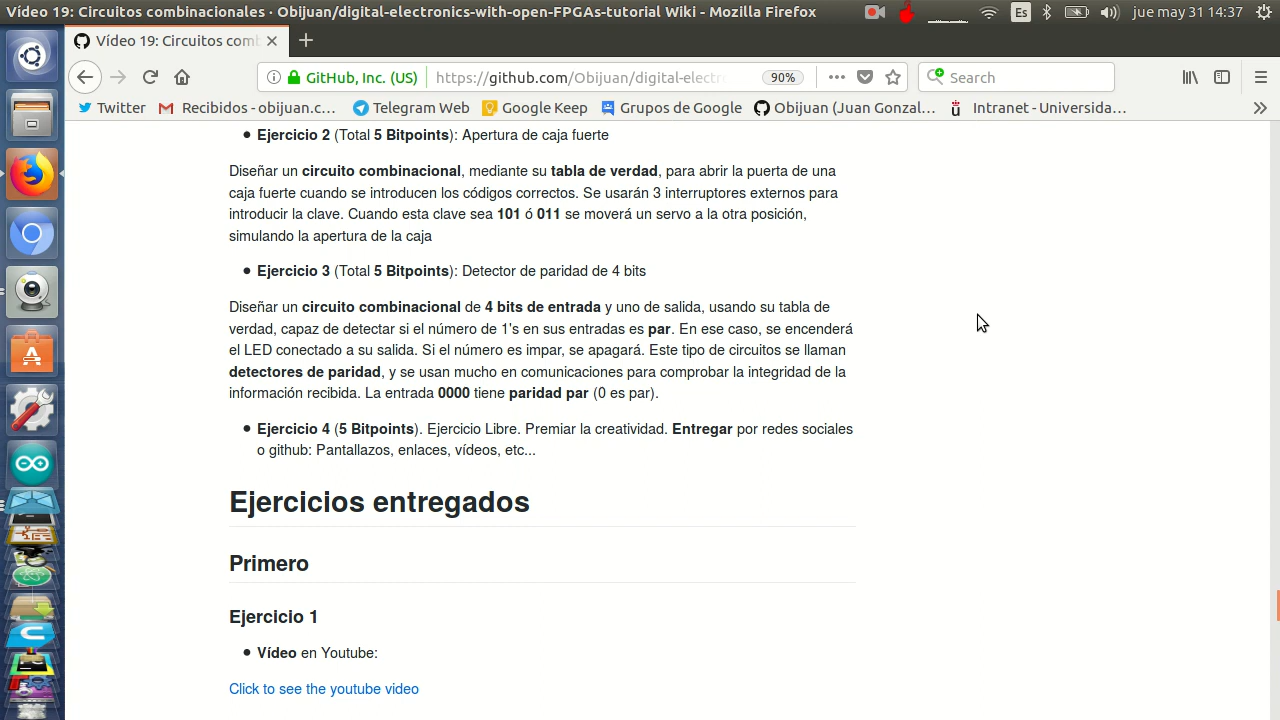 Vídeo 19: Circuitos combinacionales · Obijuan/digital-electronics-with-open-FPGAs-tutorial Wiki - Mozilla Firefox
Es
jue may 31 14:37
Vídeo 19: Circuitos comb
GitHub, Inc. (US)
https://github.com/Obijuan/digital-electr
90%
Search
Twitter
Recibidos - obijuan.c...
Telegram Web
Google Keep
Grupos de Google
Obijuan (Juan Gonzal...
Intranet - Universida...
• Ejercicio 2 (Total 5 Bitpoints): Apertura de caja fuerte
Diseñar un circuito combinacional, mediante su tabla de verdad, para abrir la puerta de una
caja fuerte cuando se introducen los códigos correctos. Se usarán 3 interruptores externos para
introducir la clave. Cuando esta clave sea 101 ó 011 se moverá un servo a la otra posición,
simulando la apertura de la caja
• Ejercicio 3 (Total 5 Bitpoints): Detector de paridad de 4 bits
Diseñar un circuito combinacional de 4 bits de entrada y uno de salida, usando su tabla de
verdad, capaz de detectar si el número de 1's en sus entradas es par. En ese caso, se encenderá
el LED conectado a su salida. Si el número es impar, se apagará. Este tipo de circuitos se llaman
detectores de paridad, y se usan mucho en comunicaciones para comprobar la integridad de la
información recibida. La entrada 0000 tiene paridad par (0 es par).
• Ejercicio 4 (5 Bitpoints). Ejercicio Libre. Premiar la creatividad. Entregar por redes sociales
o github: Pantallazos, enlaces, vídeos, etc...
Ejercicios entregados
Primero
Ejercicio 1
• Vídeo en Youtube:
Click to see the youtube video